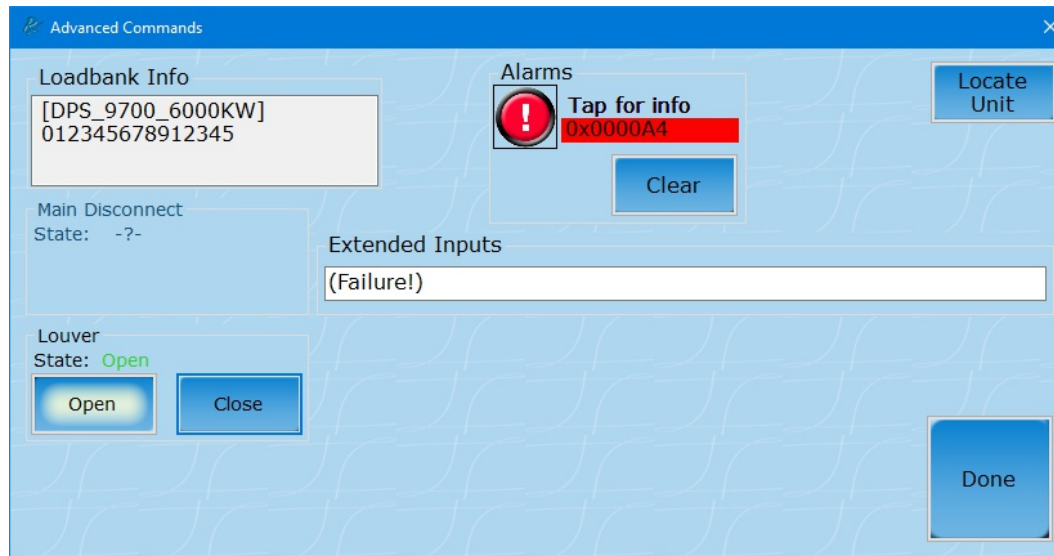 Advanced Commands
Loadbank Info
[DPS_9700_6000KW]
012345678912345
Alarms
!
Tap for info
0x0000A4
Clear
Locate
Unit
Main Disconnect
State: -?-
Extended Inputs
(Failure!)
Louver
State: Open
Open
Close
Done